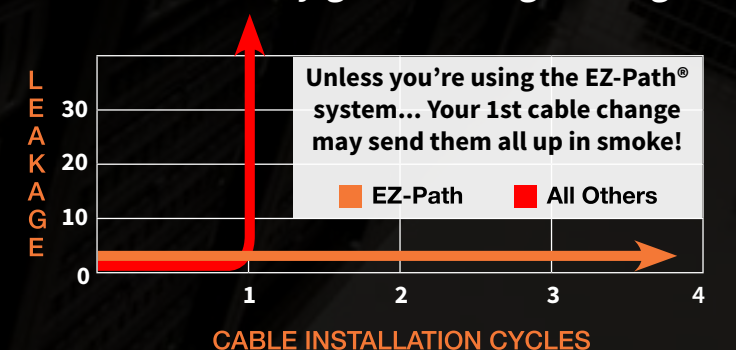 Unless you're using the EZ-Path®
system... Your 1st cable change
may send them all up in smoke!
EZ-Path
All Others
LEAKAGE
30
20
10
0
1
2
3
4
CABLE INSTALLATION CYCLES